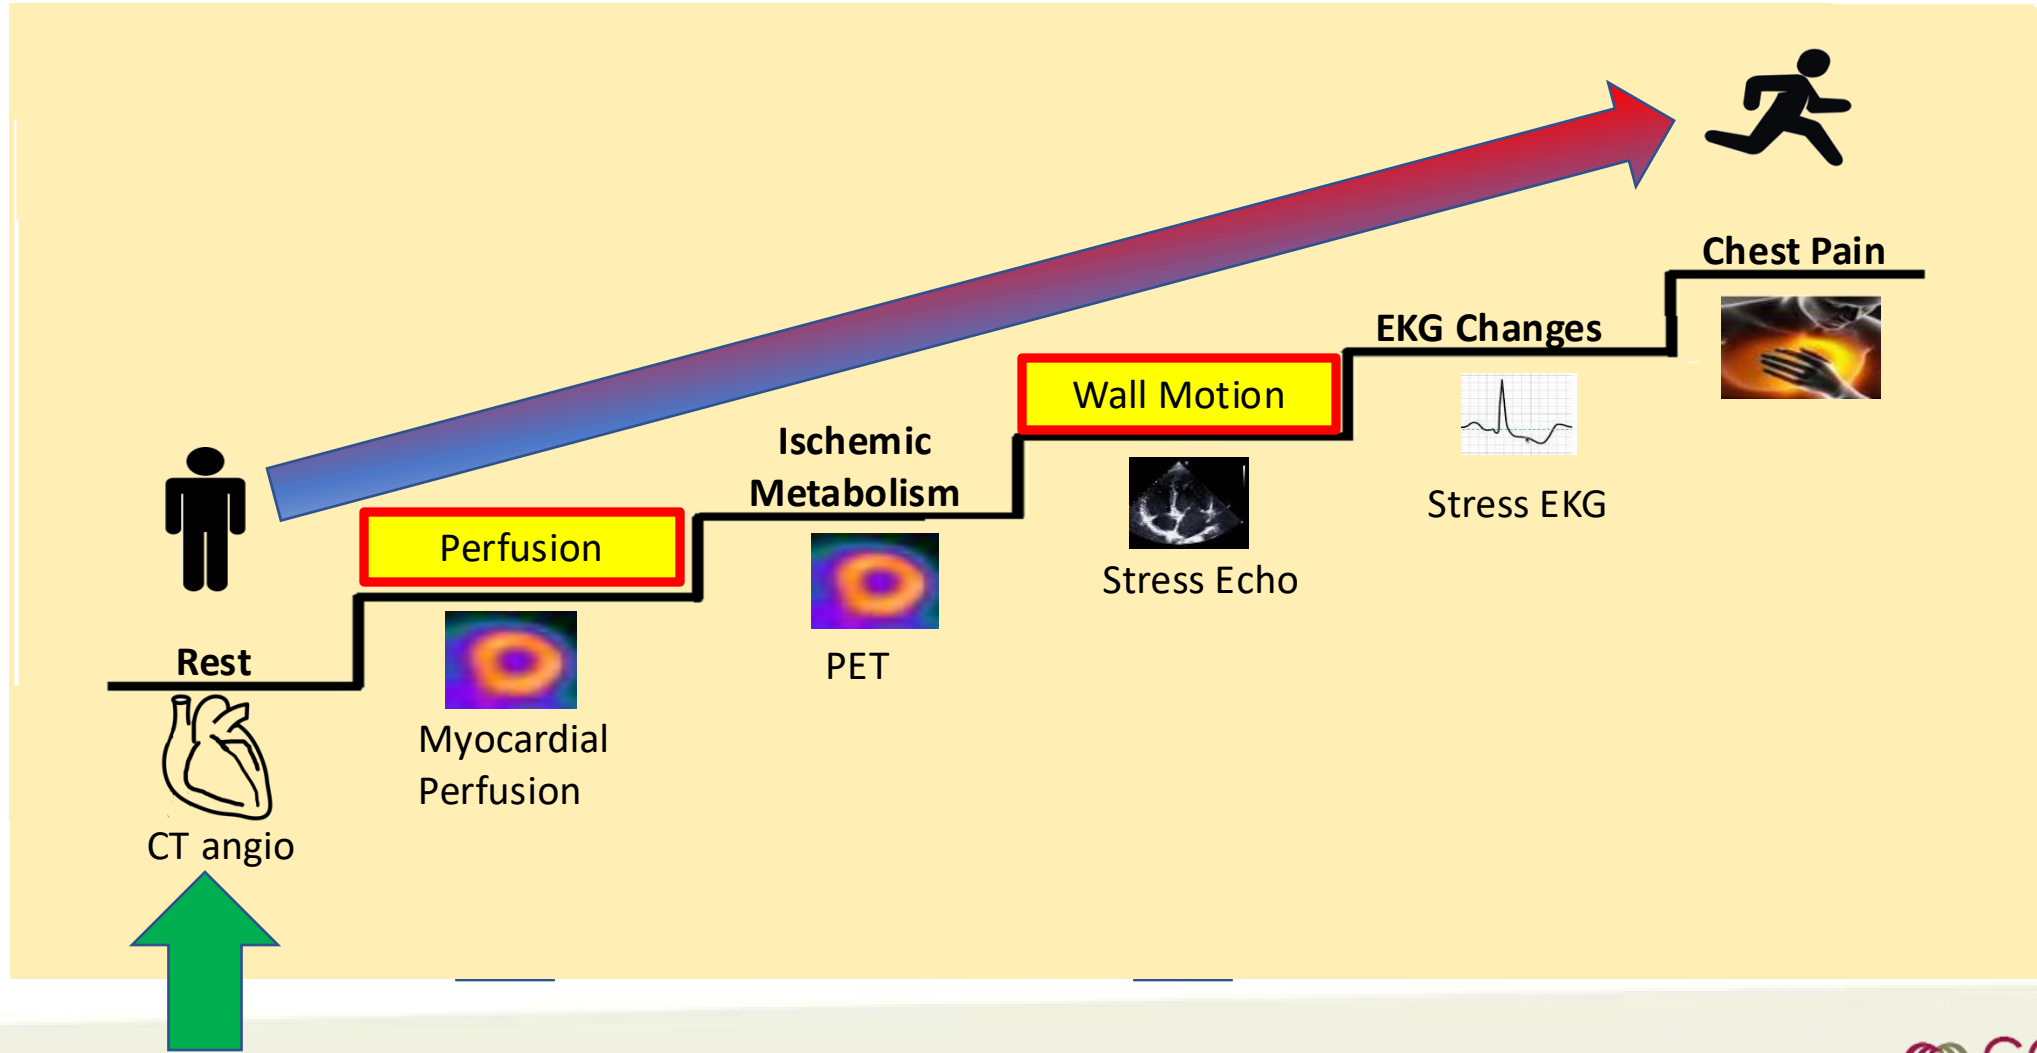 Chest Pain
EKG Changes
Wall Motion
Ischemic
Metabolism
Perfusion
Rest
Stress EKG
Stress Echo
PET
Myocardial
Perfusion
CT angio